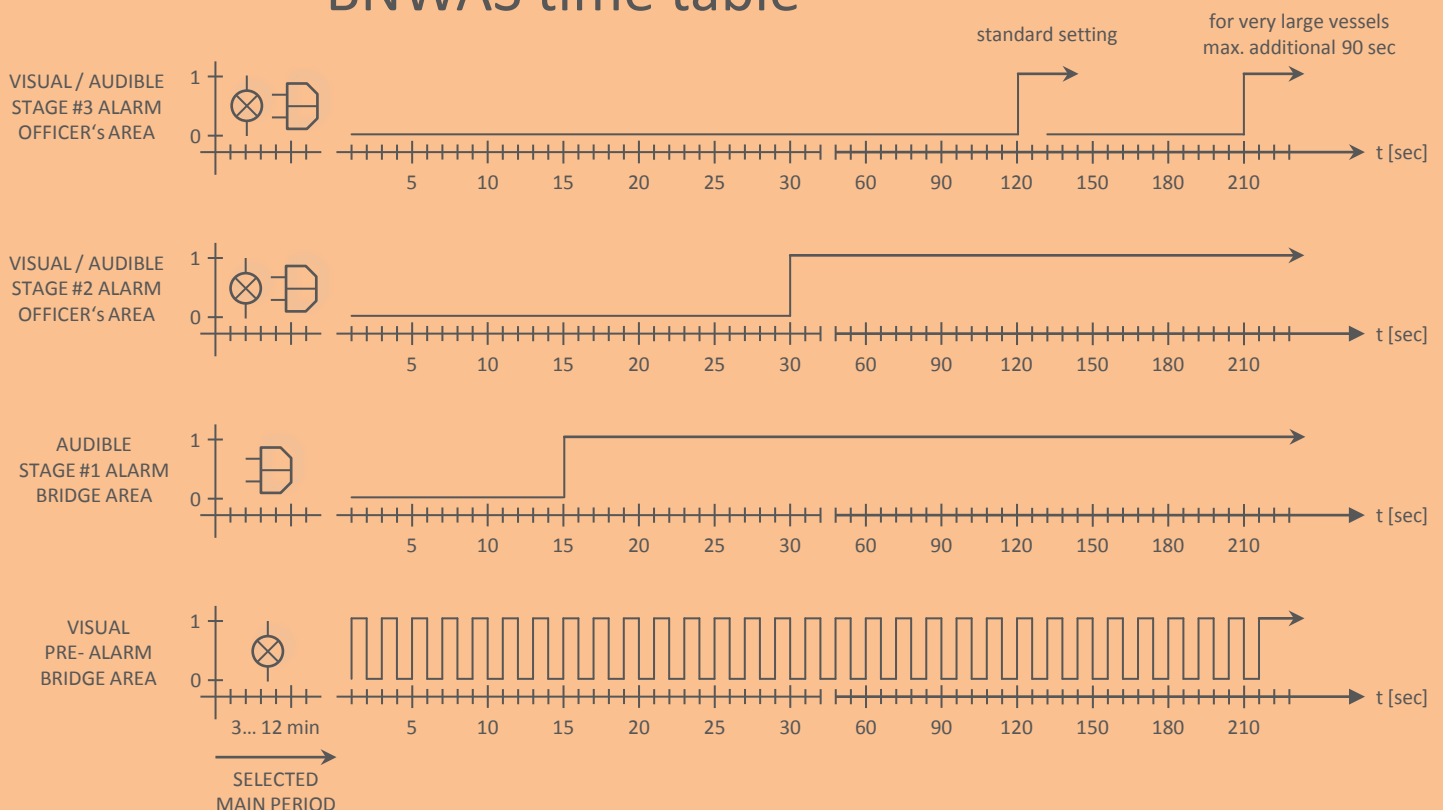 BNWAS time table
standard setting
for very large vessels
max. additional 90 sec
VISUAL / AUDIBLE
STAGE #3 ALARM
OFFICER‘s AREA
1
0
t [sec]
5 10 15 20 25 30 60 90 120 150 180 210
VISUAL / AUDIBLE
STAGE #2 ALARM
OFFICER‘s AREA
1
0
t [sec]
5 10 15 20 25 30 60 90 120 150 180 210
AUDIBLE
STAGE #1 ALARM
BRIDGE AREA
1
0
t [sec]
5 10 15 20 25 30 60 90 120 150 180 210
VISUAL
PRE- ALARM
BRIDGE AREA
1
0
t [sec]
3... 12 min 5 10 15 20 25 30 60 90 120 150 180 210
SELECTED
MAIN PERIOD